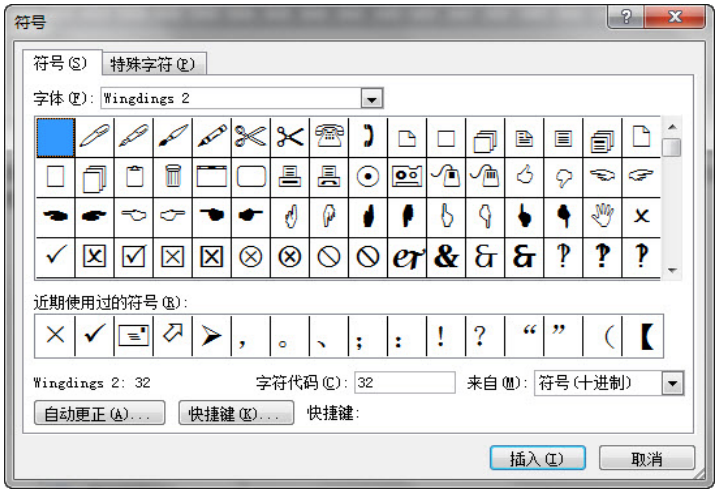 符号
符号(S) 特殊字符(P)
字体(F): Wingdings 2
近期使用过的符号(R):
， 。 、 ； ： ！ ？ “ ” （ 【
Wingdings 2: 32 字符代码(C): 32 来自(M): 符号(十进制)
自动更正(A)... 快捷键(K)... 快捷键:
插入(I) 取消